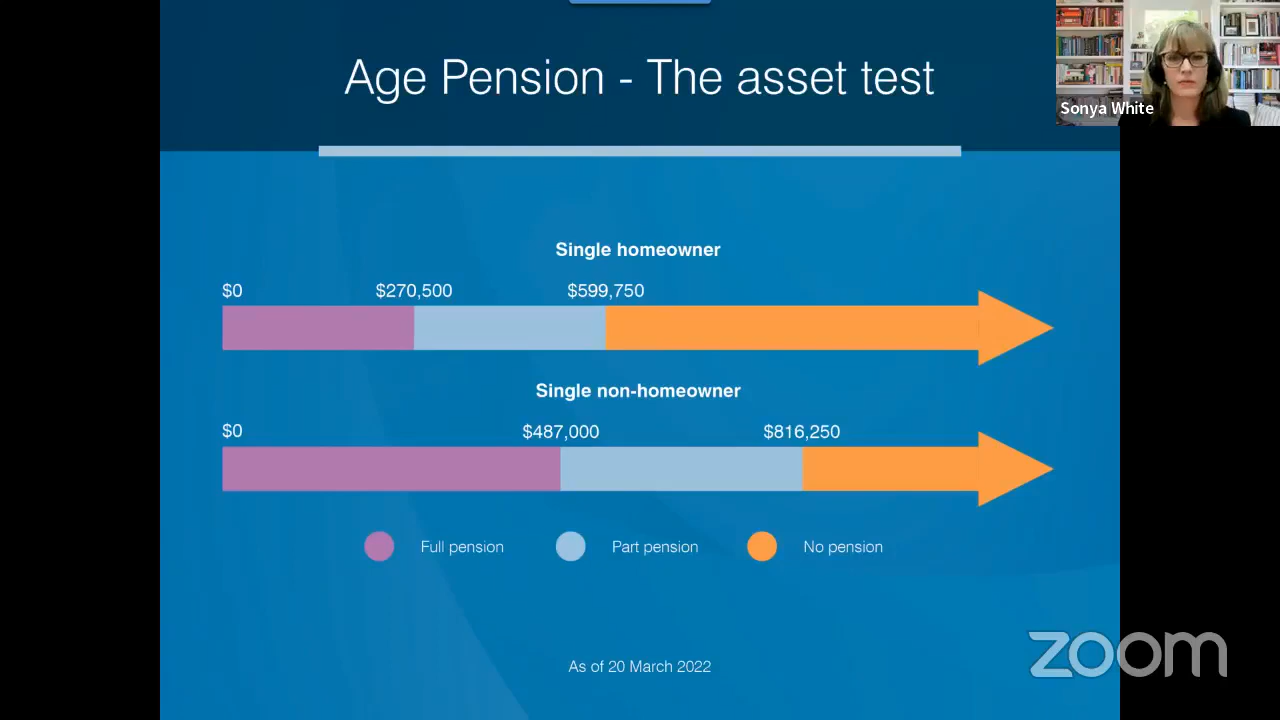 Age Pension - The asset test
Sonya White
Single homeowner
$0 $270,500 $599,750
Single non-homeowner
$0 $487,000 $816,250
Full pension Part pension No pension
As of 20 March 2022
zoom